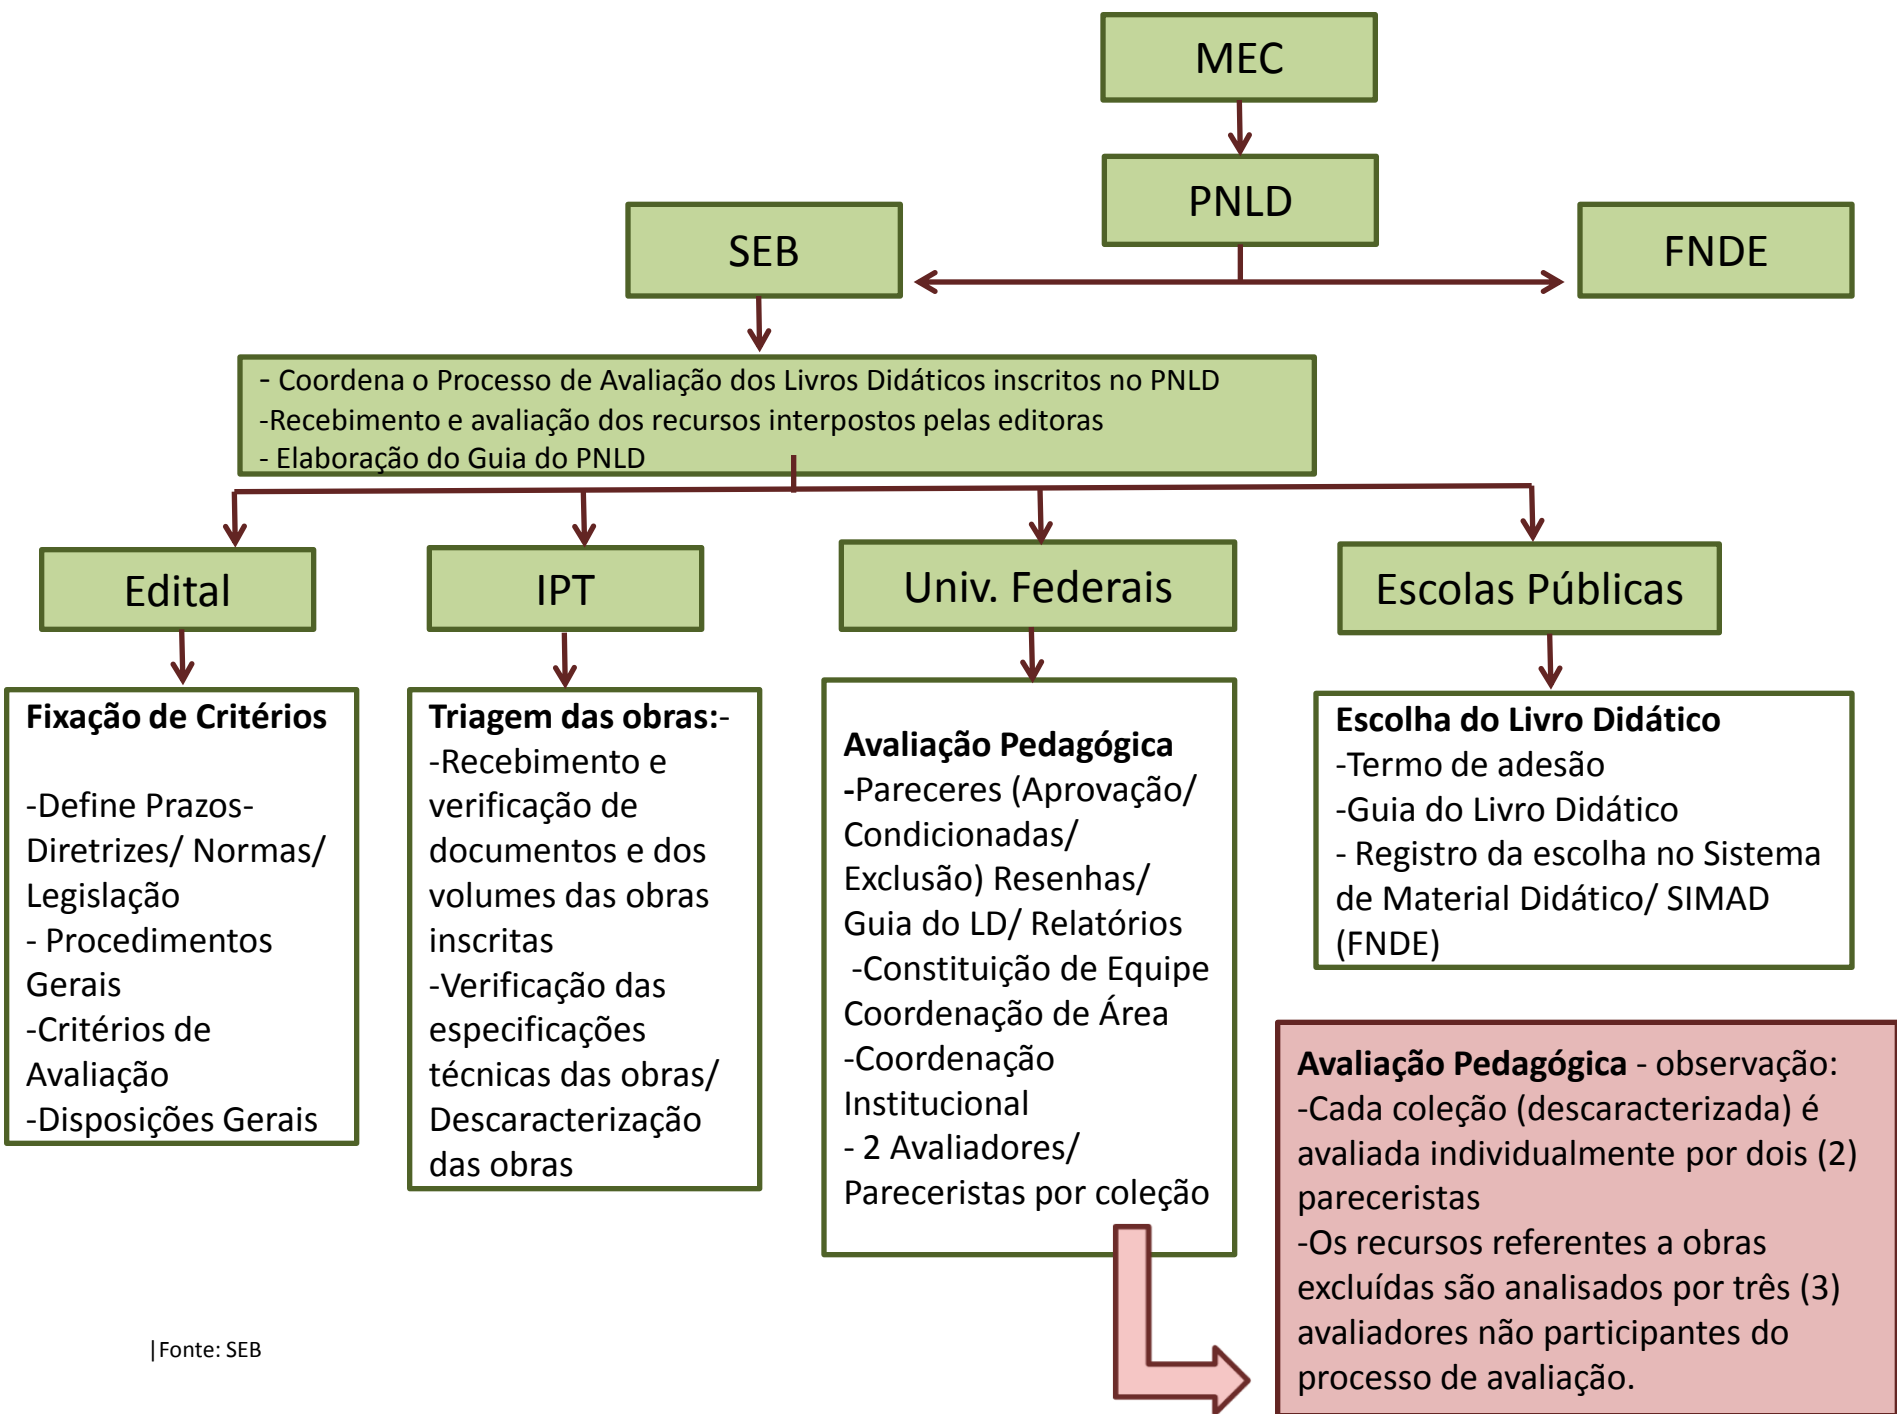 MEC
PNLD
SEB
FNDE
- Coordena o Processo de Avaliação dos Livros Didáticos inscritos no PNLD
-Recebimento e avaliação dos recursos interpostos pelas editoras
- Elaboração do Guia do PNLD
Edital
IPT
Univ. Federais
Escolas Públicas
Fixação de Critérios
-Define Prazos-
Diretrizes/ Normas/
Legislação
- Procedimentos
Gerais
-Critérios de
Avaliação
-Disposições Gerais
Triagem das obras:-
-Recebimento e
verificação de
documentos e dos
volumes das obras
inscritas
-Verificação das
especificações
técnicas das obras/
Descaracterização
das obras
Avaliação Pedagógica
-Pareceres (Aprovação/
Condicionadas/
Exclusão) Resenhas/
Guia do LD/ Relatórios
-Constituição de Equipe
Coordenação de Área
-Coordenação
Institucional
- 2 Avaliadores/
Pareceristas por coleção
Escolha do Livro Didático
-Termo de adesão
-Guia do Livro Didático
- Registro da escolha no Sistema
de Material Didático/ SIMAD
(FNDE)
Avaliação Pedagógica - observação:
-Cada coleção (descaracterizada) é
avaliada individualmente por dois (2)
pareceristas
-Os recursos referentes a obras
excluídas são analisados por três (3)
avaliadores não participantes do
processo de avaliação.
|Fonte: SEB